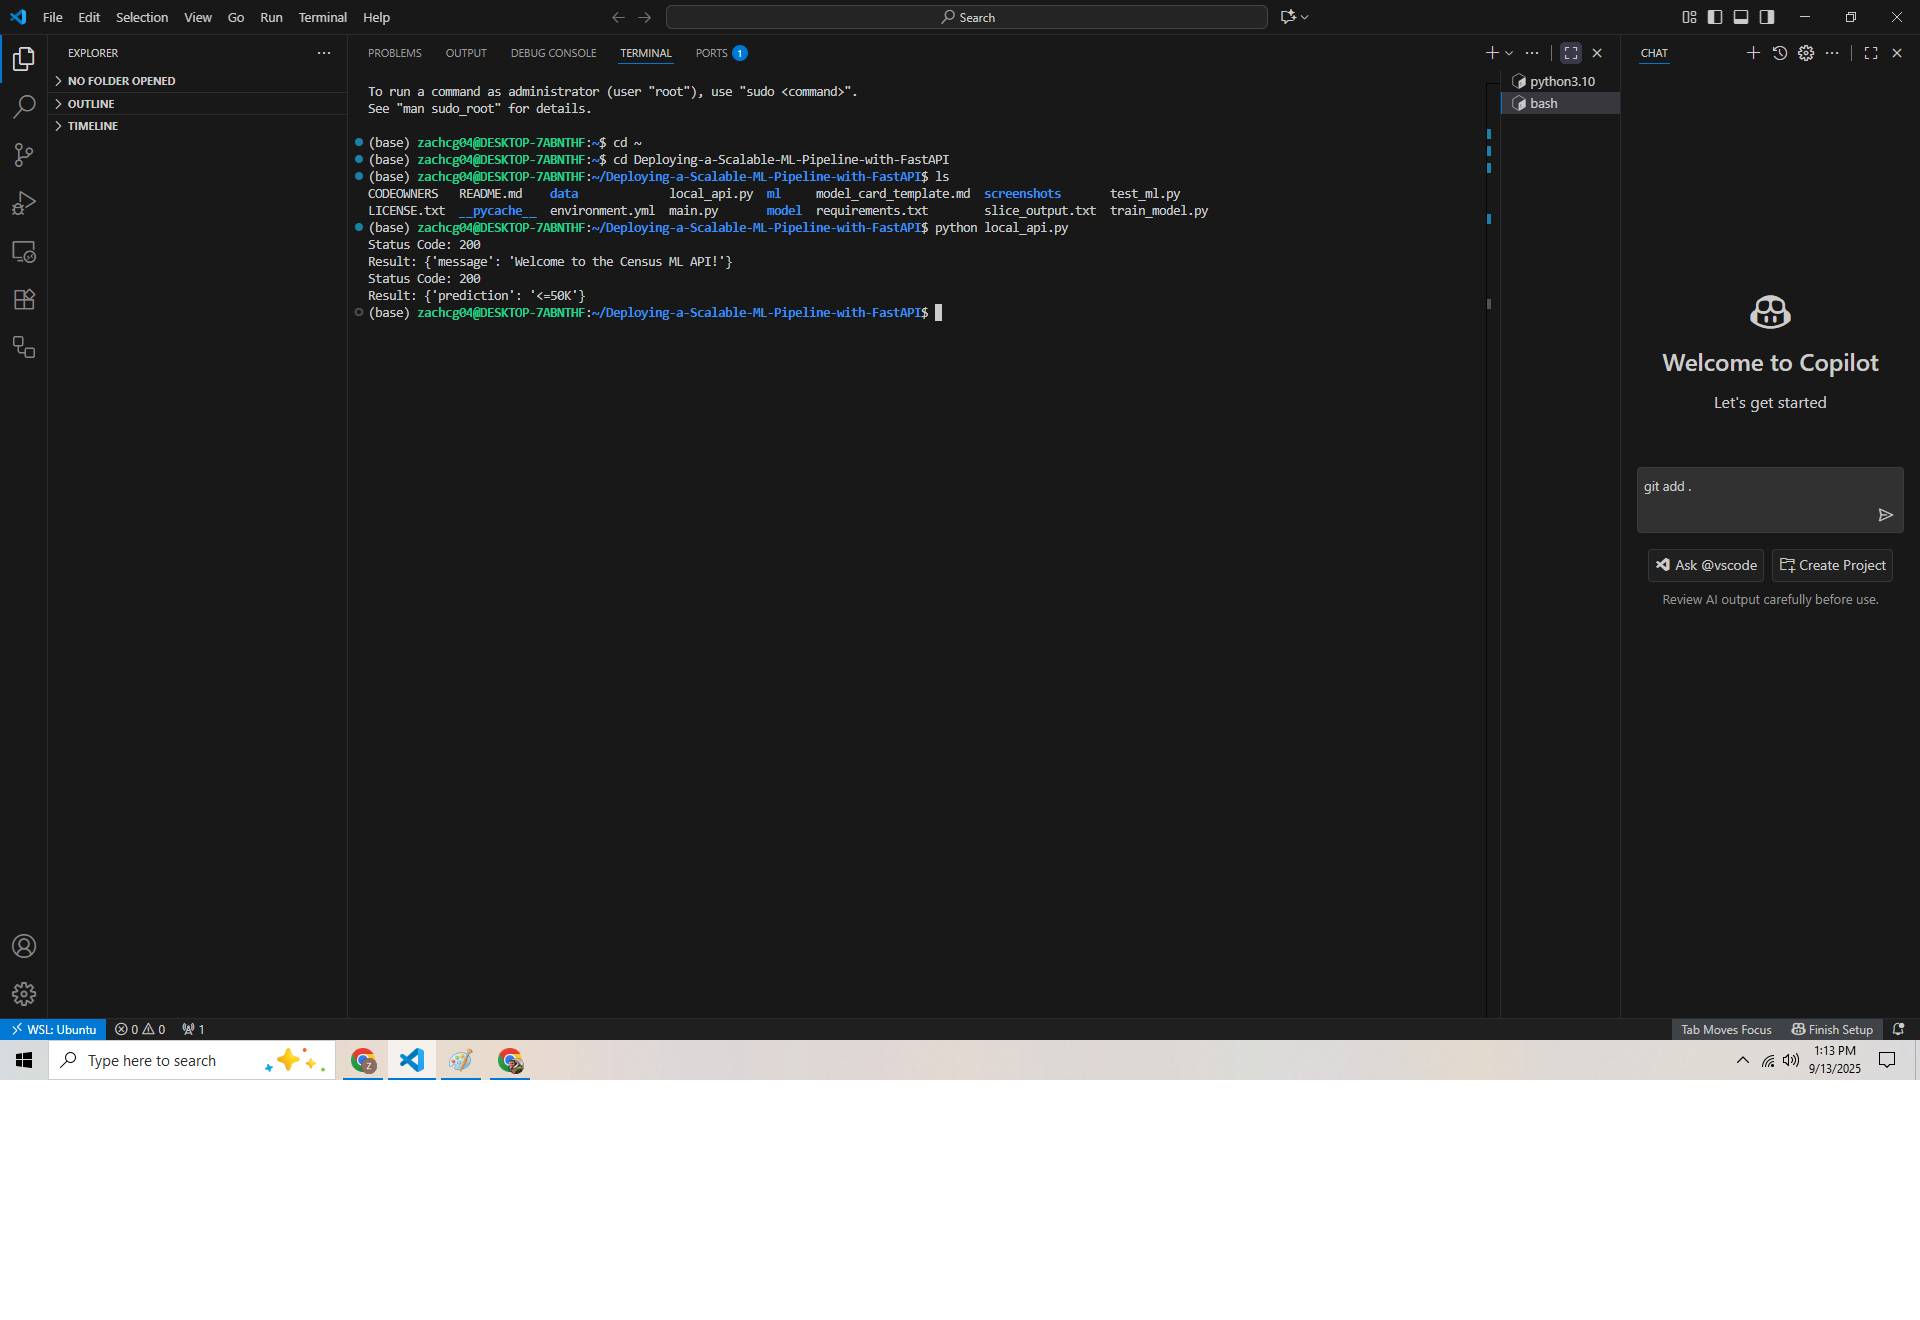 File Edit Selection View Go Run Terminal Help
Search
EXPLORER
NO FOLDER OPENED
OUTLINE
TIMELINE
PROBLEMS OUTPUT DEBUG CONSOLE TERMINAL PORTS 1
To run a command as administrator (user "root"), use "sudo <command>".
See "man sudo_root" for details.
(base) zachcg04@DESKTOP-7ABNTHF:~$ cd ~
(base) zachcg04@DESKTOP-7ABNTHF:~$ cd Deploying-a-Scalable-ML-Pipeline-with-FastAPI
(base) zachcg04@DESKTOP-7ABNTHF:~/Deploying-a-Scalable-ML-Pipeline-with-FastAPI$ ls
CODEOWNERS README.md data local_api.py ml model_card_template.md screenshots test_ml.py
LICENSE.txt __pycache__ environment.yml main.py model requirements.txt slice_output.txt train_model.py
(base) zachcg04@DESKTOP-7ABNTHF:~/Deploying-a-Scalable-ML-Pipeline-with-FastAPI$ python local_api.py
Status Code: 200
Result: {'message': 'Welcome to the Census ML API!'}
Status Code: 200
Result: {'prediction': '<=50K'}
(base) zachcg04@DESKTOP-7ABNTHF:~/Deploying-a-Scalable-ML-Pipeline-with-FastAPI$
python3.10
bash
CHAT
Welcome to Copilot
Let's get started
git add .
Ask @vscode Create Project
Review AI output carefully before use.
WSL: Ubuntu 0 0 1
Tab Moves Focus Finish Setup
Type here to search
Z
1:13 PM
9/13/2025